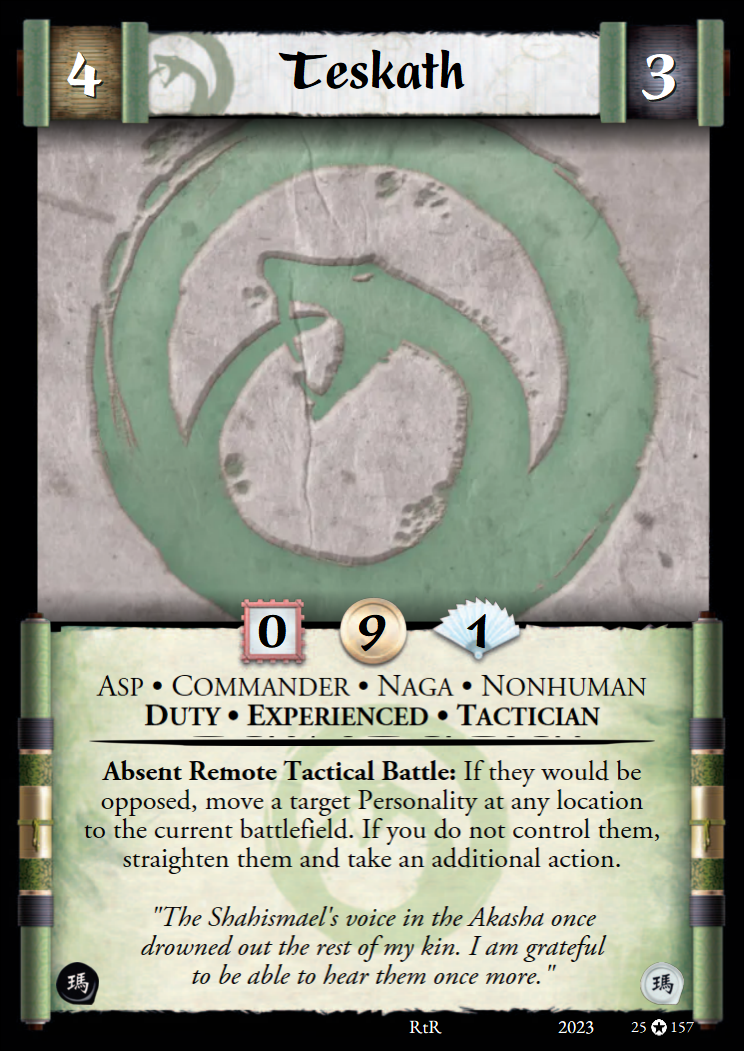 4
Teskath
3
0
9
1
Asp • Commander • Naga • Nonhuman
Duty • Experienced • Tactician
Absent Remote Tactical Battle: If they would be
opposed, move a target Personality at any location
to the current battlefield. If you do not control them,
straighten them and take an additional action.
"The Shahismael's voice in the Akasha once
drowned out the rest of my kin. I am grateful
to be able to hear them once more."
瑪
瑪
RtR
2023
25 ✪ 157